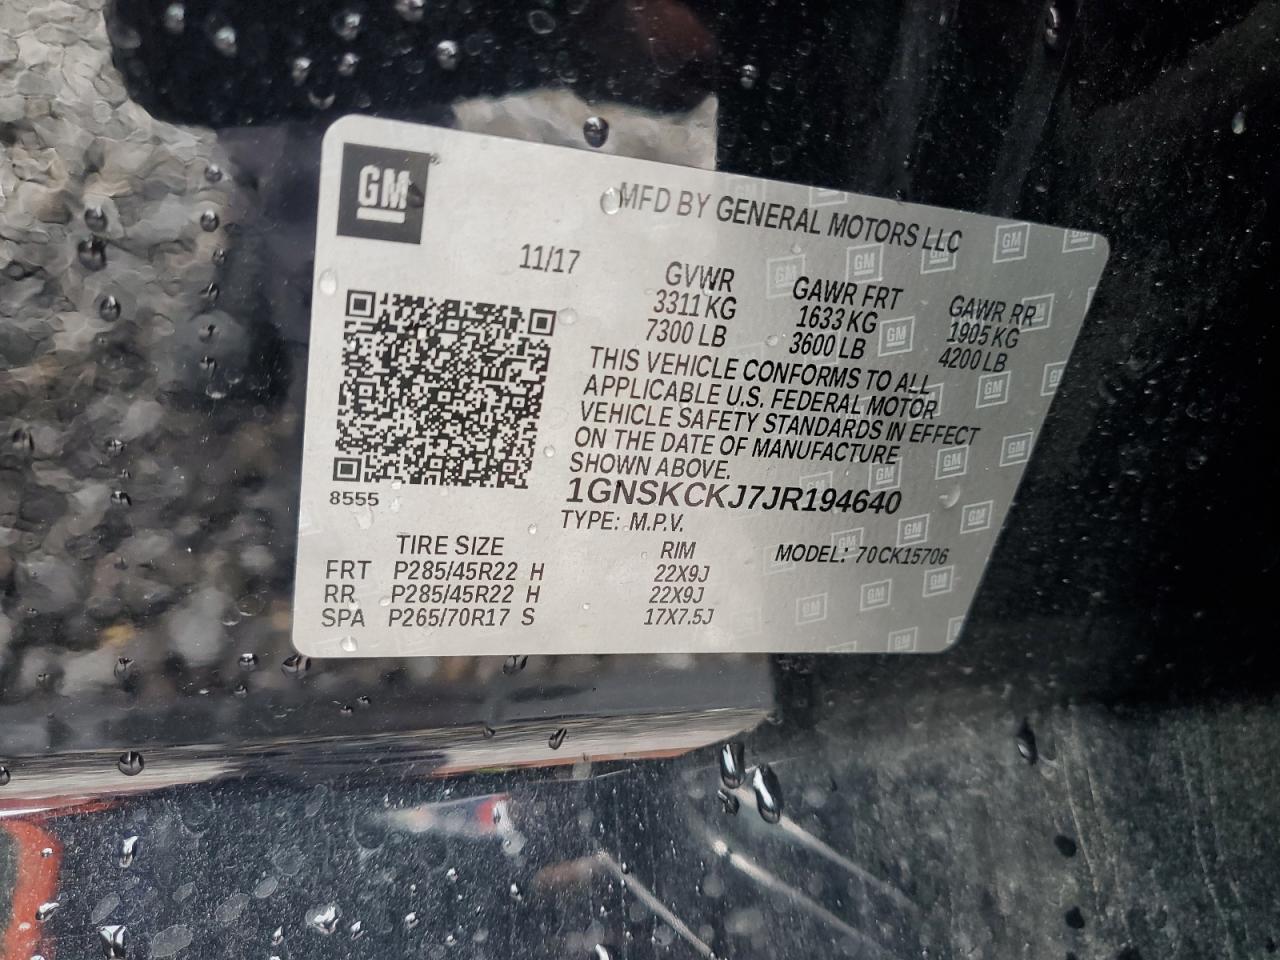 GM
MFD BY GENERAL MOTORS LLC
11/17
GVWR GAWR FRT GAWR RR
3311 KG 1633 KG 1905 KG
7300 LB 3600 LB 4200 LB
THIS VEHICLE CONFORMS TO ALL
APPLICABLE U.S. FEDERAL MOTOR
VEHICLE SAFETY STANDARDS IN EFFECT
ON THE DATE OF MANUFACTURE
SHOWN ABOVE.
8555
1GNSKCKJ7JR194640
TYPE: M.P.V.
TIRE SIZE RIM MODEL: 70CK15706
FRT P285/45R22 H 22X9J
RR P285/45R22 H 22X9J
SPA P265/70R17 S 17X7.5J